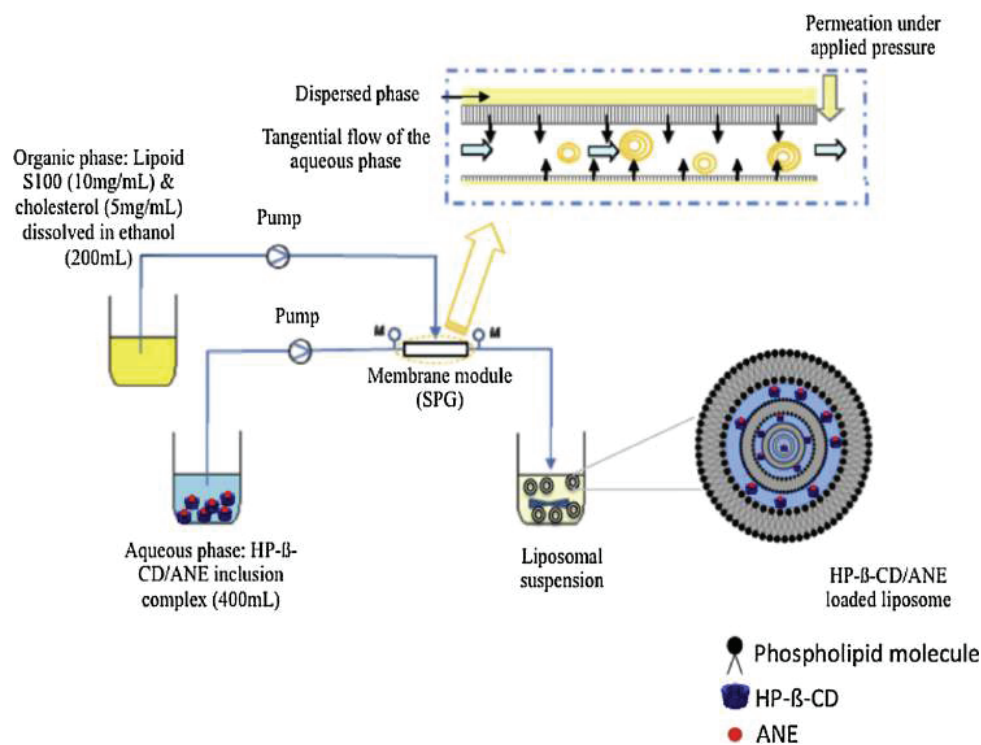 Permeation under
applied pressure
Dispersed phase
Tangential flow of the
aqueous phase
Organic phase: Lipoid
S100 (10mg/mL) &
cholesterol (5mg/mL)
dissolved in ethanol
(200mL)
Pump
Pump
M
M
Membrane module
(SPG)
Aqueous phase: HP-ß-
CD/ANE inclusion
complex (400mL)
Liposomal
suspension
HP-ß-CD/ANE
loaded liposome
Phospholipid molecule
HP-ß-CD
ANE